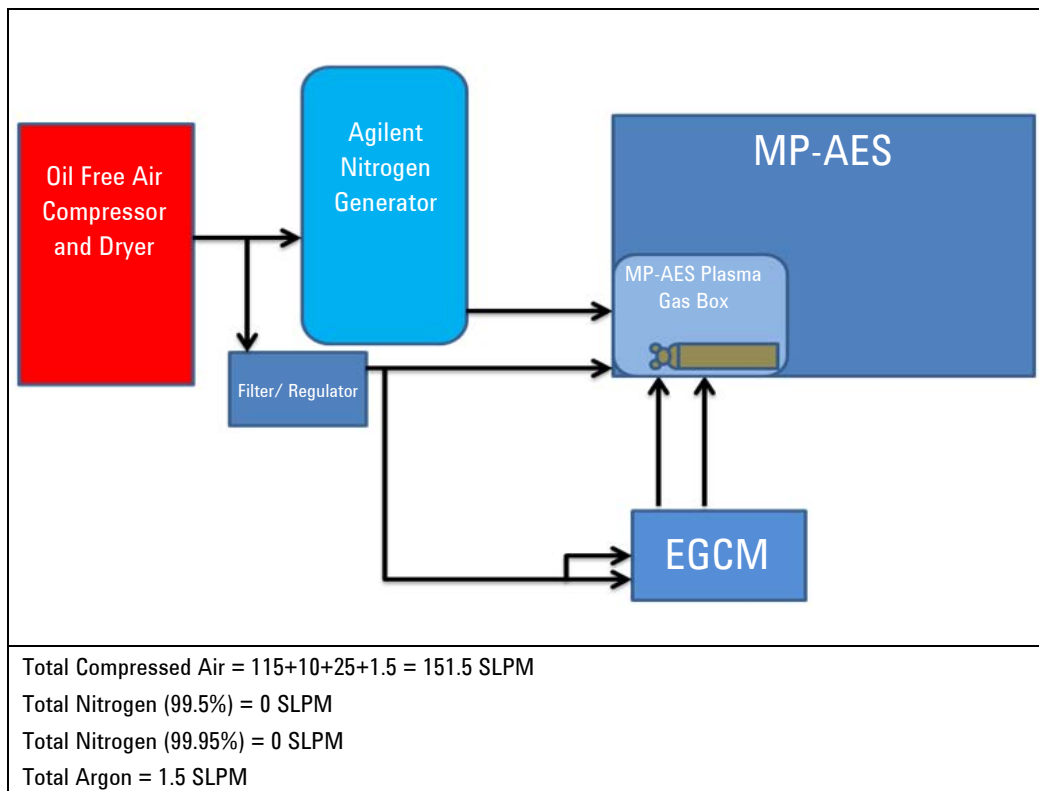 Oil Free Air
Compressor
and Dryer
Agilent
Nitrogen
Generator
MP-AES
MP-AES Plasma
Gas Box
Filter/ Regulator
EGCM
Total Compressed Air = 115+10+25+1.5 = 151.5 SLPM
Total Nitrogen (99.5%) = 0 SLPM
Total Nitrogen (99.95%) = 0 SLPM
Total Argon = 1.5 SLPM